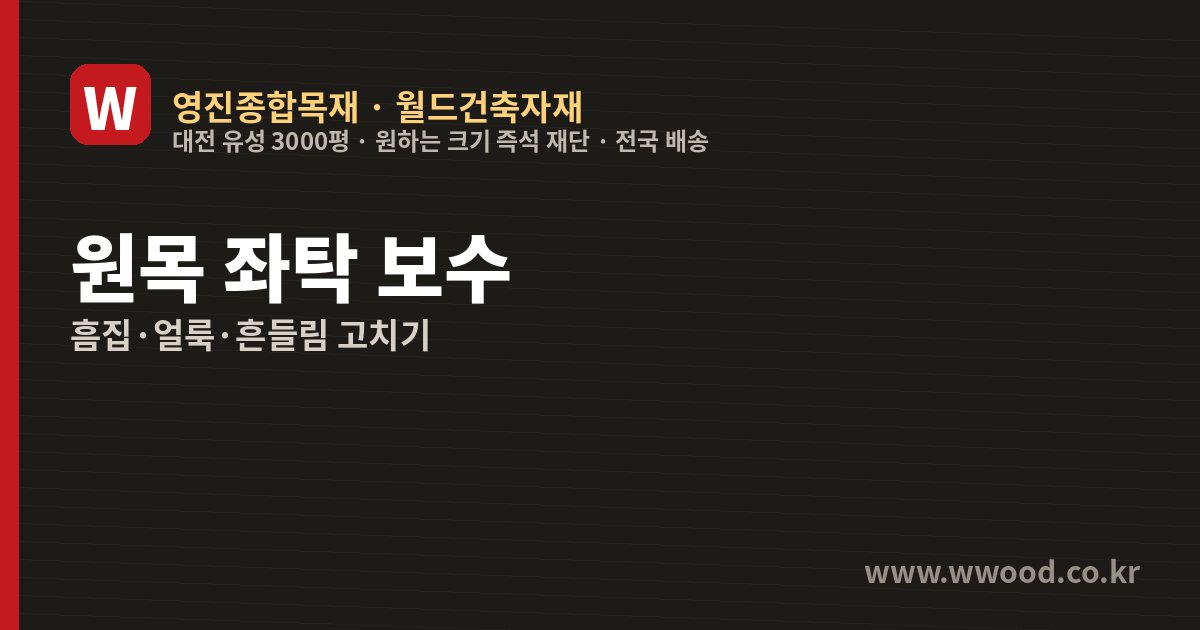 W
영진종합목재 · 월드건축자재
대전 유성 3000평 · 원하는 크기 즉석 재단 · 전국 배송
원목 좌탁 보수
흠집·얼룩·흔들림 고치기
www.wwood.co.kr